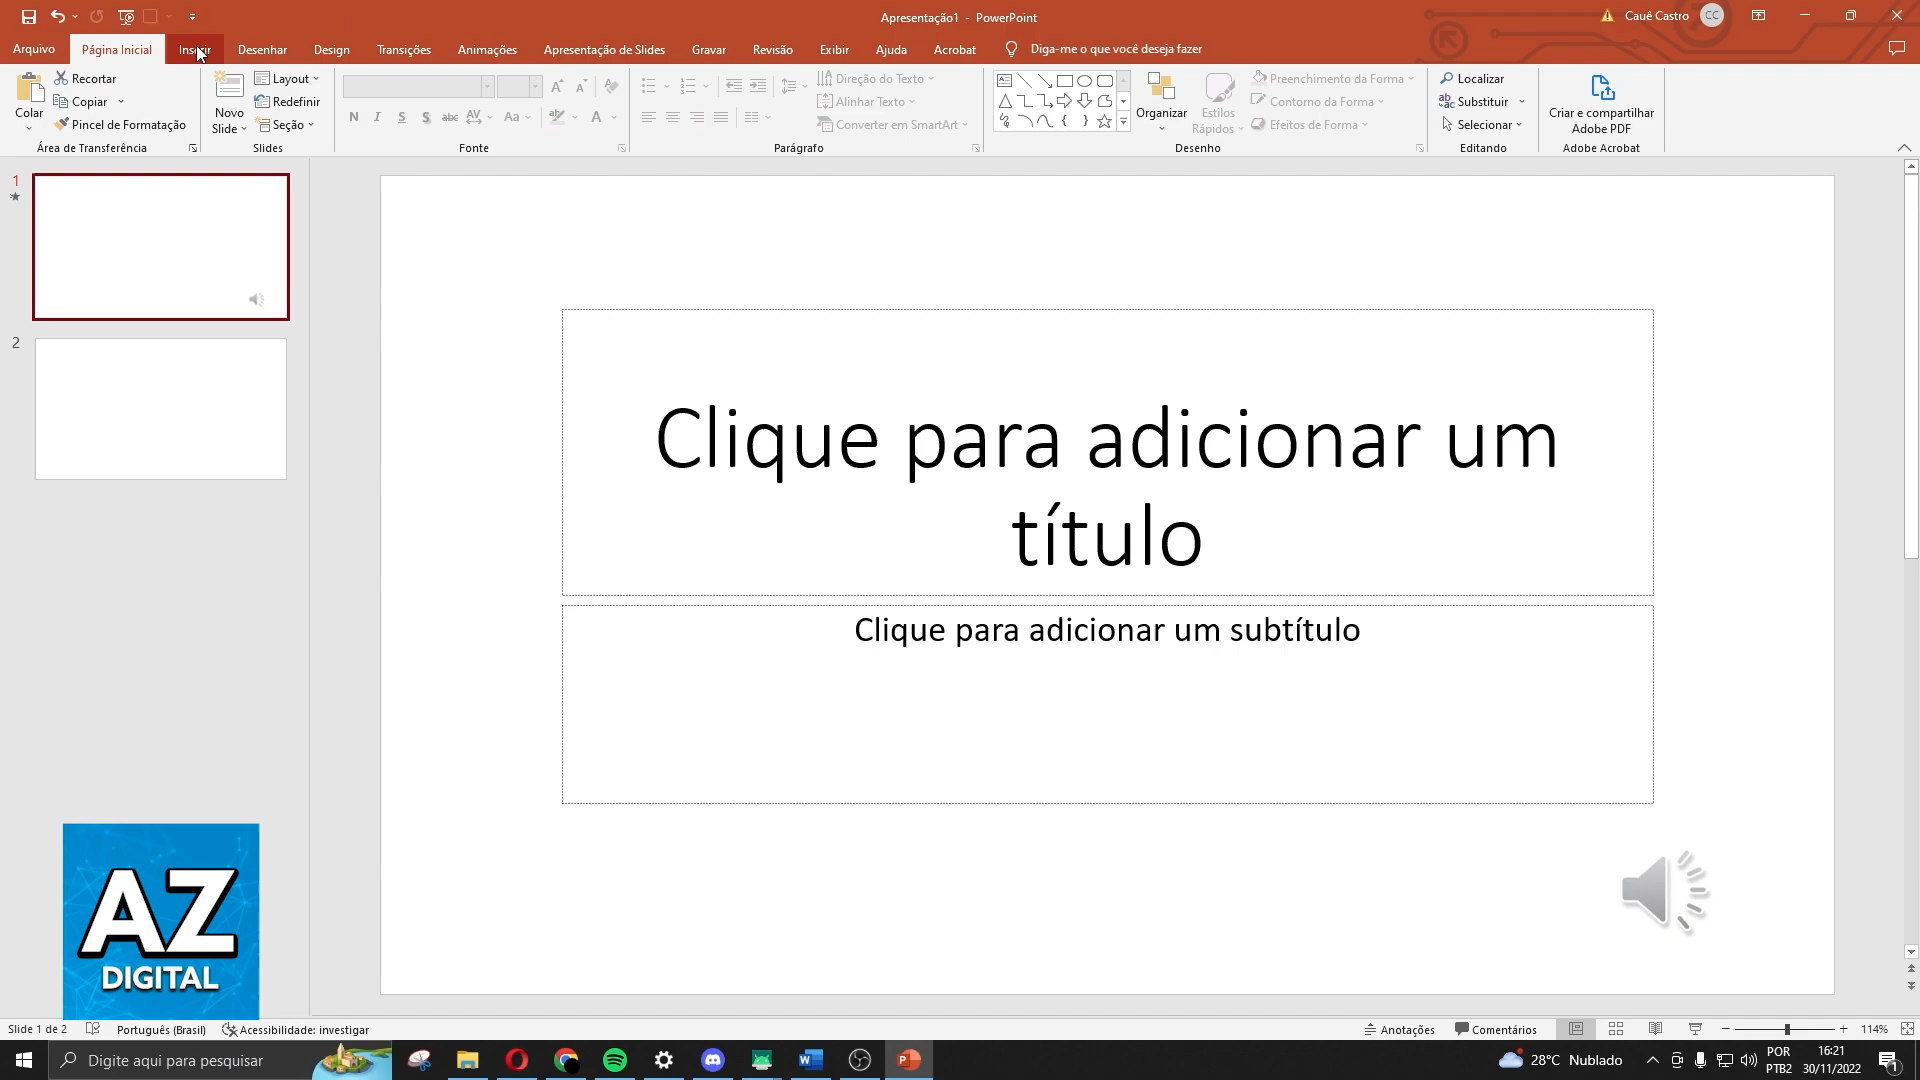 Apresentação1 - PowerPoint
Cauê Castro
CC
Arquivo
Página Inicial
Inserir
Desenhar
Design
Transições
Animações
Apresentação de Slides
Gravar
Revisão
Exibir
Ajuda
Acrobat
Diga-me o que você deseja fazer
Colar
Recortar
Copiar
Pincel de Formatação
Área de Transferência
Novo
Slide
Layout
Redefinir
Seção
Slides
N
I
S
S
abc
AV
Aa
A
Fonte
Direção do Texto
Alinhar Texto
Converter em SmartArt
Parágrafo
Organizar
Estilos
Rápidos
Preenchimento da Forma
Contorno da Forma
Efeitos de Forma
Desenho
Localizar
Substituir
Selecionar
Editando
Criar e compartilhar
Adobe PDF
Adobe Acrobat
1
2
Clique para adicionar um
título
Clique para adicionar um subtítulo
AZ
DIGITAL
Slide 1 de 2
Português (Brasil)
Acessibilidade: investigar
Anotações
Comentários
114%
Digite aqui para pesquisar
28°C Nublado
POR
PTB2
16:21
30/11/2022
1